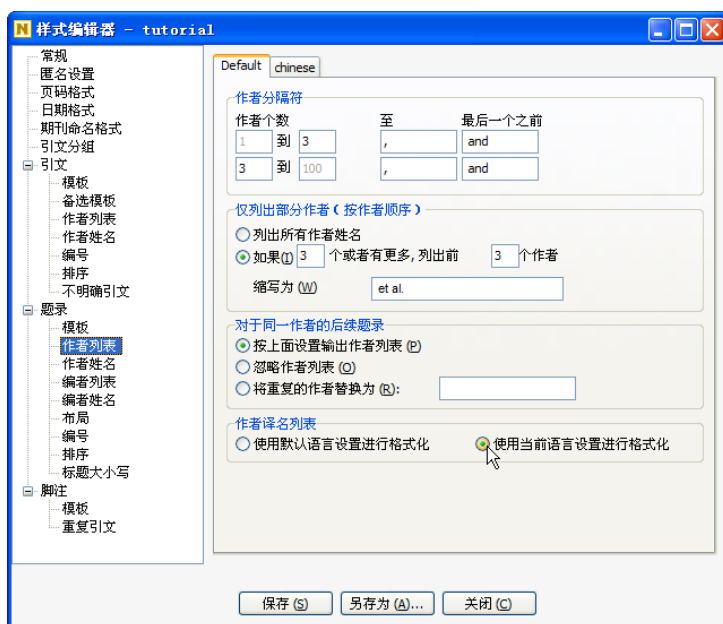 样式编辑器 - tutorial
常规
匿名设置
页码格式
日期格式
期刊命名格式
引文分组
引文
模板
备选模板
作者列表
作者姓名
编号
排序
不明确引文
题录
模板
作者列表
作者姓名
编者列表
编者姓名
布局
编号
排序
标题大小写
脚注
模板
重复引文
Default chinese
作者分隔符
作者个数 至 最后一个之前
1 到 3 , and
3 到 100 , and
仅列出部分作者(按作者顺序)
列出所有作者姓名
如果(I) 3 个或者有更多,列出前 3 个作者
缩写为 (W) et al.
对于同一作者的后续题录
按上面设置输出作者列表 (P)
忽略作者列表 (O)
将重复的作者替换为 (R):
作者译名列表
使用默认语言设置进行格式化 使用当前语言设置进行格式化
保存 (S) 另存为 (A)... 关闭 (C)